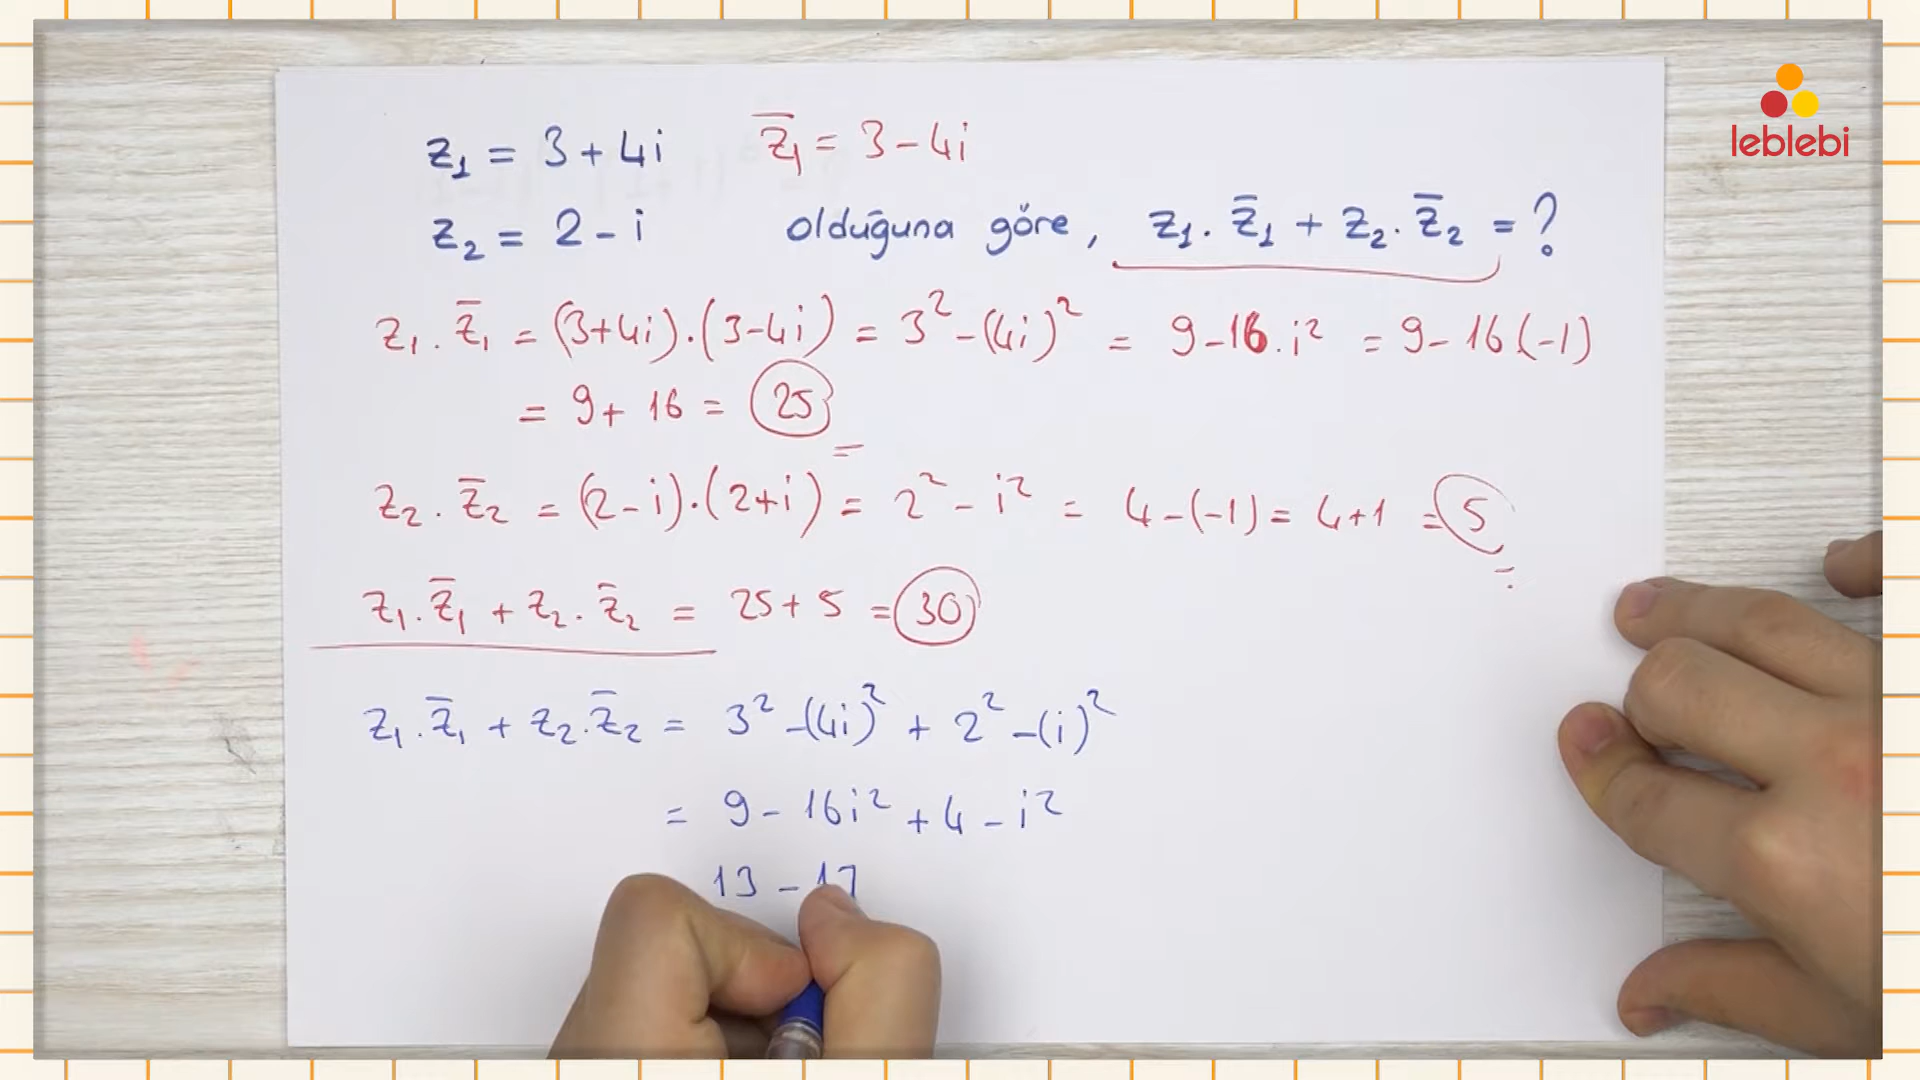 leblebi
z₁ = 3 + 4i z̅₁ = 3 - 4i
z₂ = 2 - i olduğuna göre, z₁ . z̅₁ + z₂ . z̅₂ = ?
z₁ . z̅₁ = (3+4i).(3-4i) = 3² - (4i)² = 9 - 16.i² = 9 - 16(-1)
= 9 + 16 = 25
z₂ . z̅₂ = (2-i).(2+i) = 2² - i² = 4 - (-1) = 4+1 = 5
z₁ . z̅₁ + z₂ . z̅₂ = 25 + 5 = 30
z₁ . z̅₁ + z₂ . z̅₂ = 3² - (4i)² + 2² - (i)²
= 9 - 16i² + 4 - i²
13 - 17